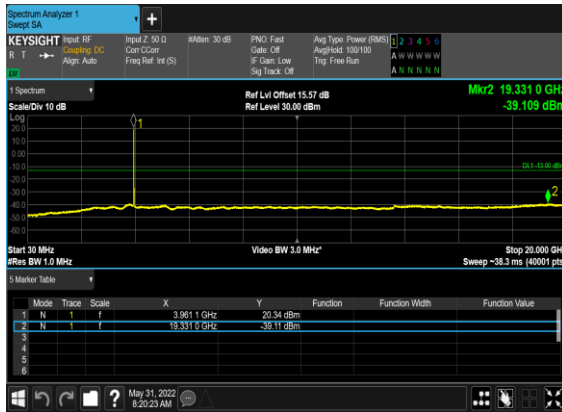 Spectrum Analyzer 1
Swept SA
+
KEYSIGHT Input: RF Input Z: 50 Ω #Atten: 30 dB PNO: Fast Avg Type: Power (RMS) 1 2 3 4 5 6
R T Coupling: DC Corr CCorr Gate: Off Avg|Hold: 100/100 A W W W W W
Align: Auto Freq Ref: Int (S) IF Gain: Low Trig: Free Run
Sig Track: Off A N N N N N
1 Spectrum Ref Lvl Offset 15.57 dB Mkr2 19.331 0 GHz
Scale/Div 10 dB Ref Level 30.00 dBm -39.109 dBm
Log
1
20.0
10.0
0.00
-10.0 DL1 -13.00 dBm
-20.0
-30.0 2
-40.0
-50.0
-60.0
Start 30 MHz Video BW 3.0 MHz* Stop 20.000 GH
#Res BW 1.0 MHz Sweep ~38.3 ms (40001 pts
5 Marker Table
Mode Trace Scale X Y Function Function Width Function Value
1 N 1 f 3.961 1 GHz 20.34 dBm
2 N 1 f 19.331 0 GHz -39.11 dBm
3
4
5
6
? May 31, 2022
8:20:23 AM